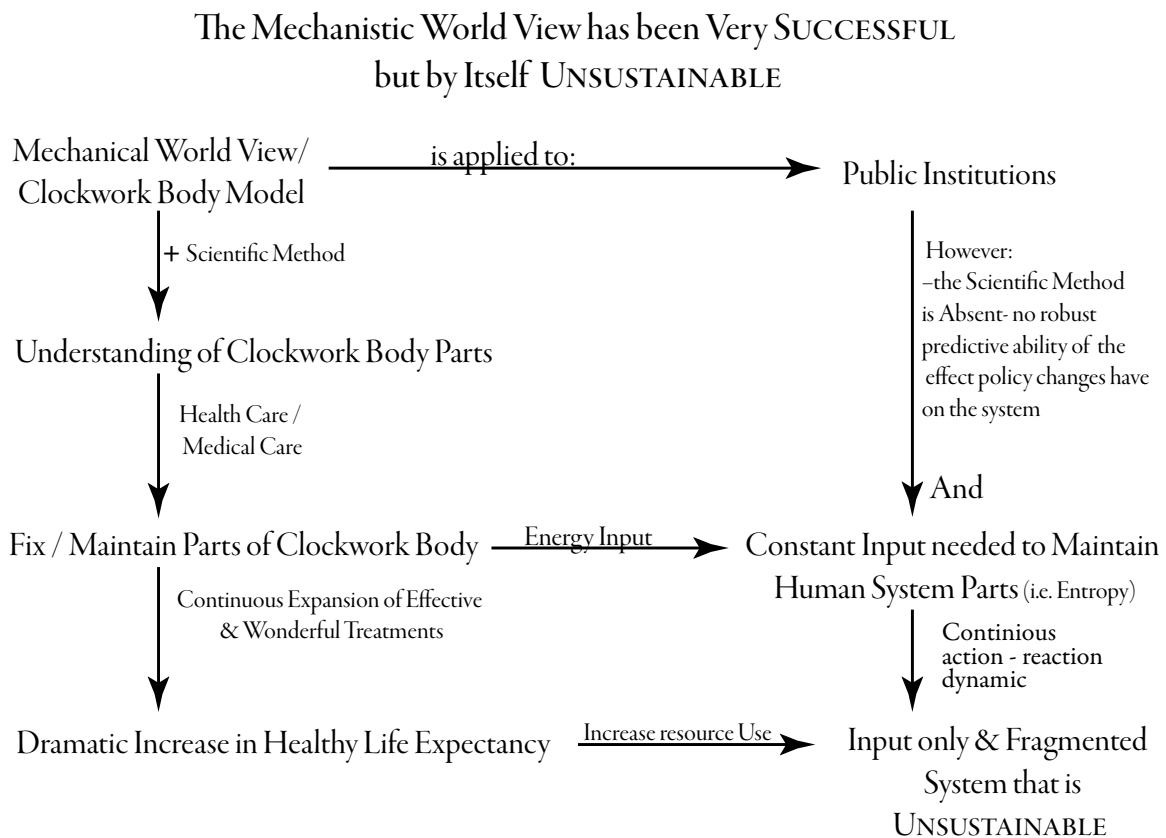 The Mechanistic World View has been Very SUCCESSFUL
but by Itself UNSUSTAINABLE
Mechanical World View/
Clockwork Body Model
is applied to:
Public Institutions
+ Scientific Method
However:
–the Scientific Method
is Absent- no robust
predictive ability of the
effect policy changes have
on the system
Understanding of Clockwork Body Parts
Health Care /
Medical Care
And
Fix / Maintain Parts of Clockwork Body
Energy Input
Constant Input needed to Maintain
Human System Parts (i.e. Entropy)
Continuous Expansion of Effective
& Wonderful Treatments
Continious
action - reaction
dynamic
Dramatic Increase in Healthy Life Expectancy
Increase resource Use
Input only & Fragmented
System that is
UNSUSTAINABLE